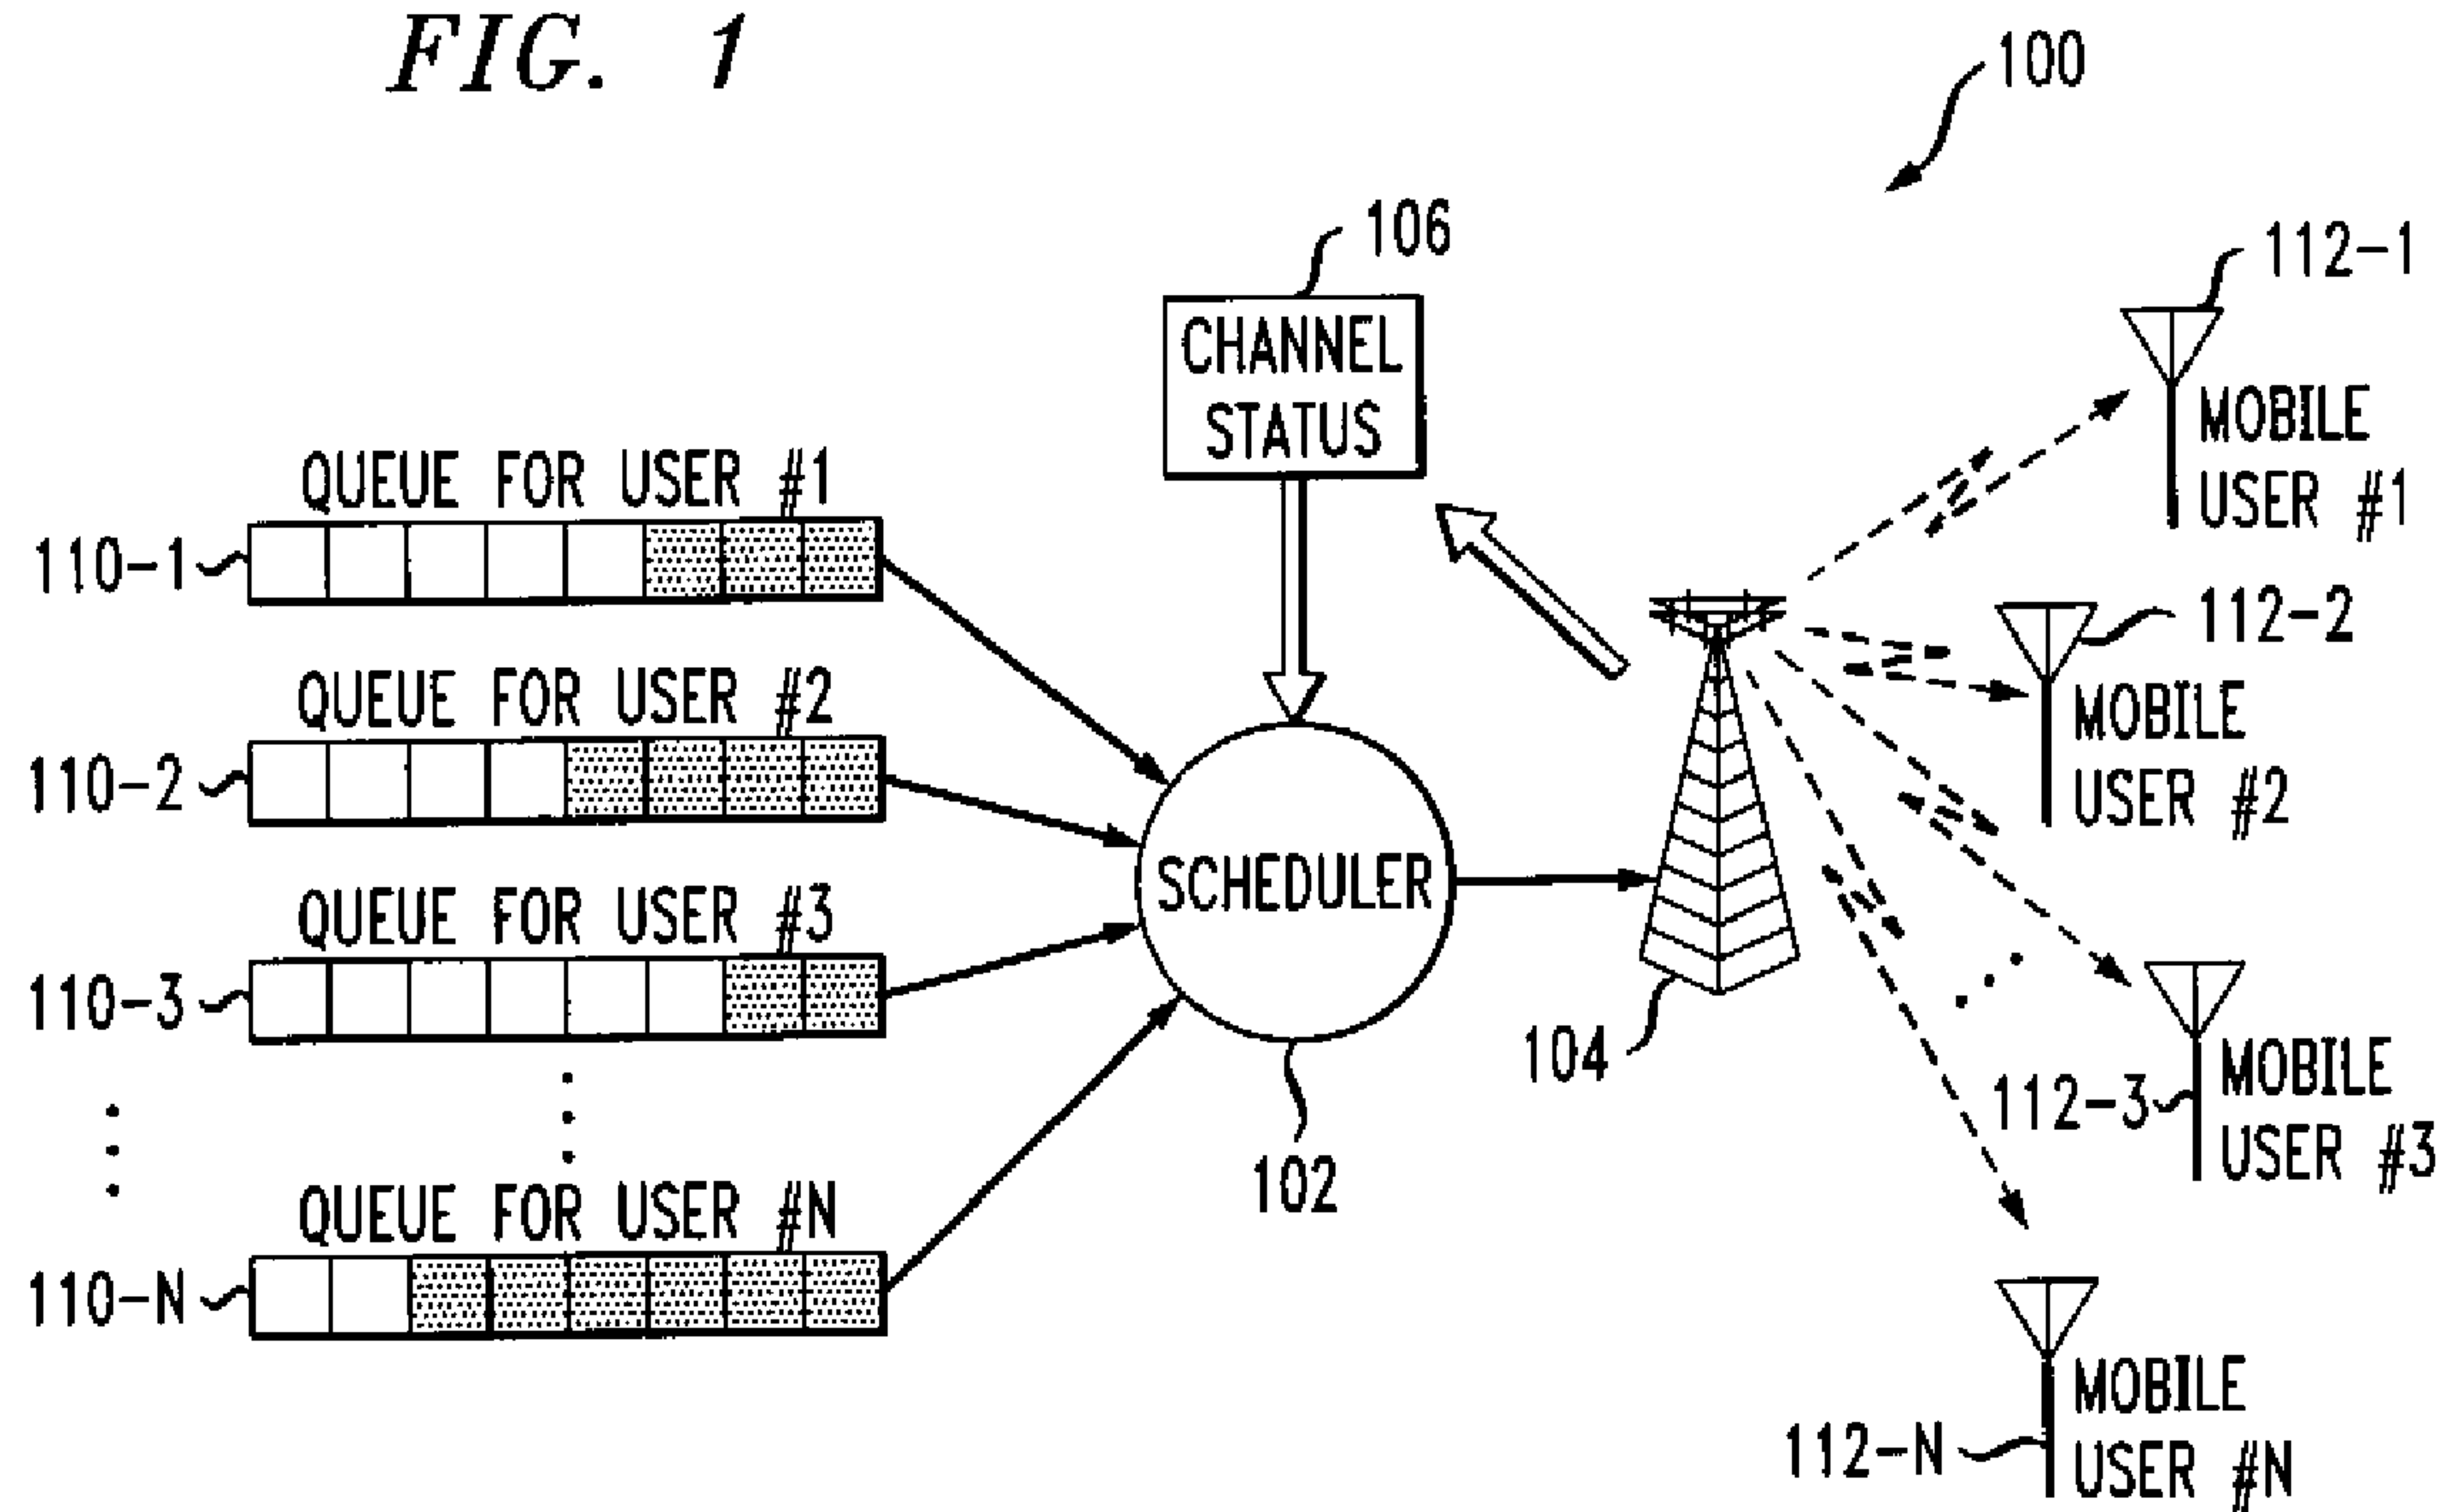 FIG. 1
100
106
112-1
CHANNEL
STATUS
MOBILE
USER #1
QUEUE FOR USER #1
110-1
112-2
QUEUE FOR USER #2
MOBILE
USER #2
110-2
SCHEDULER
QUEUE FOR USER #3
110-3
104
MOBILE
USER #3
112-3
102
QUEUE FOR USER #N
110-N
MOBILE
USER #N
112-N